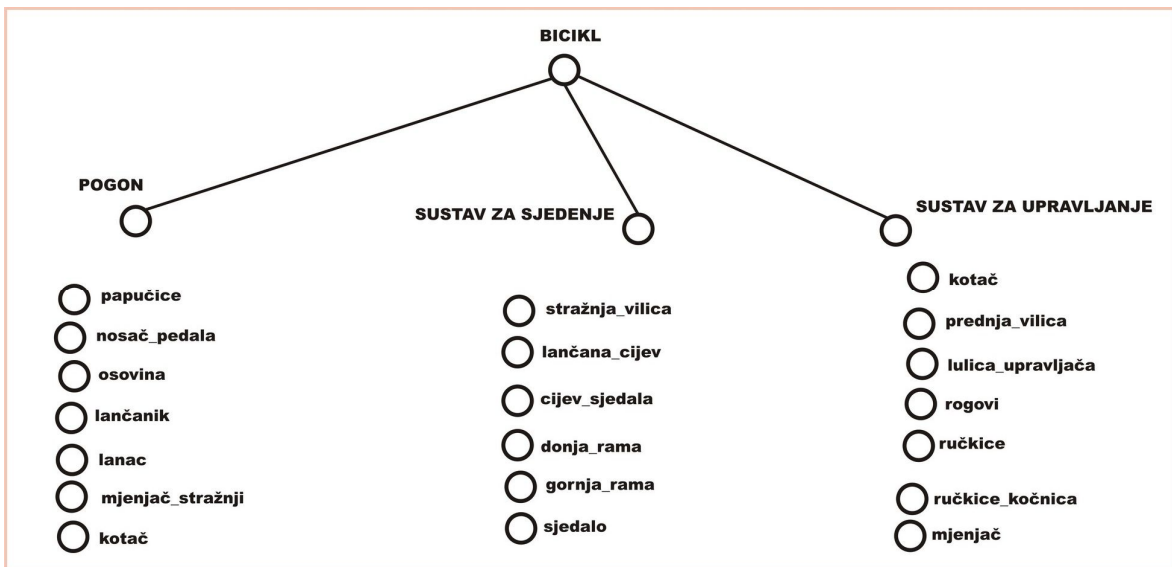 BICIKL
POGON
papučice
nosač_pedala
osovina
lančanik
lanac
mjenjač_stražnji
kotač
SUSTAV ZA SJEDENJE
stražnja_vilica
lančana_cijev
cijev_sjedala
donja_rama
gornja_rama
sjedalo
SUSTAV ZA UPRAVLJANJE
kotač
prednja_vilica
lulica_upravljača
rogovi
ručkice
ručkice_kočnica
mjenjač